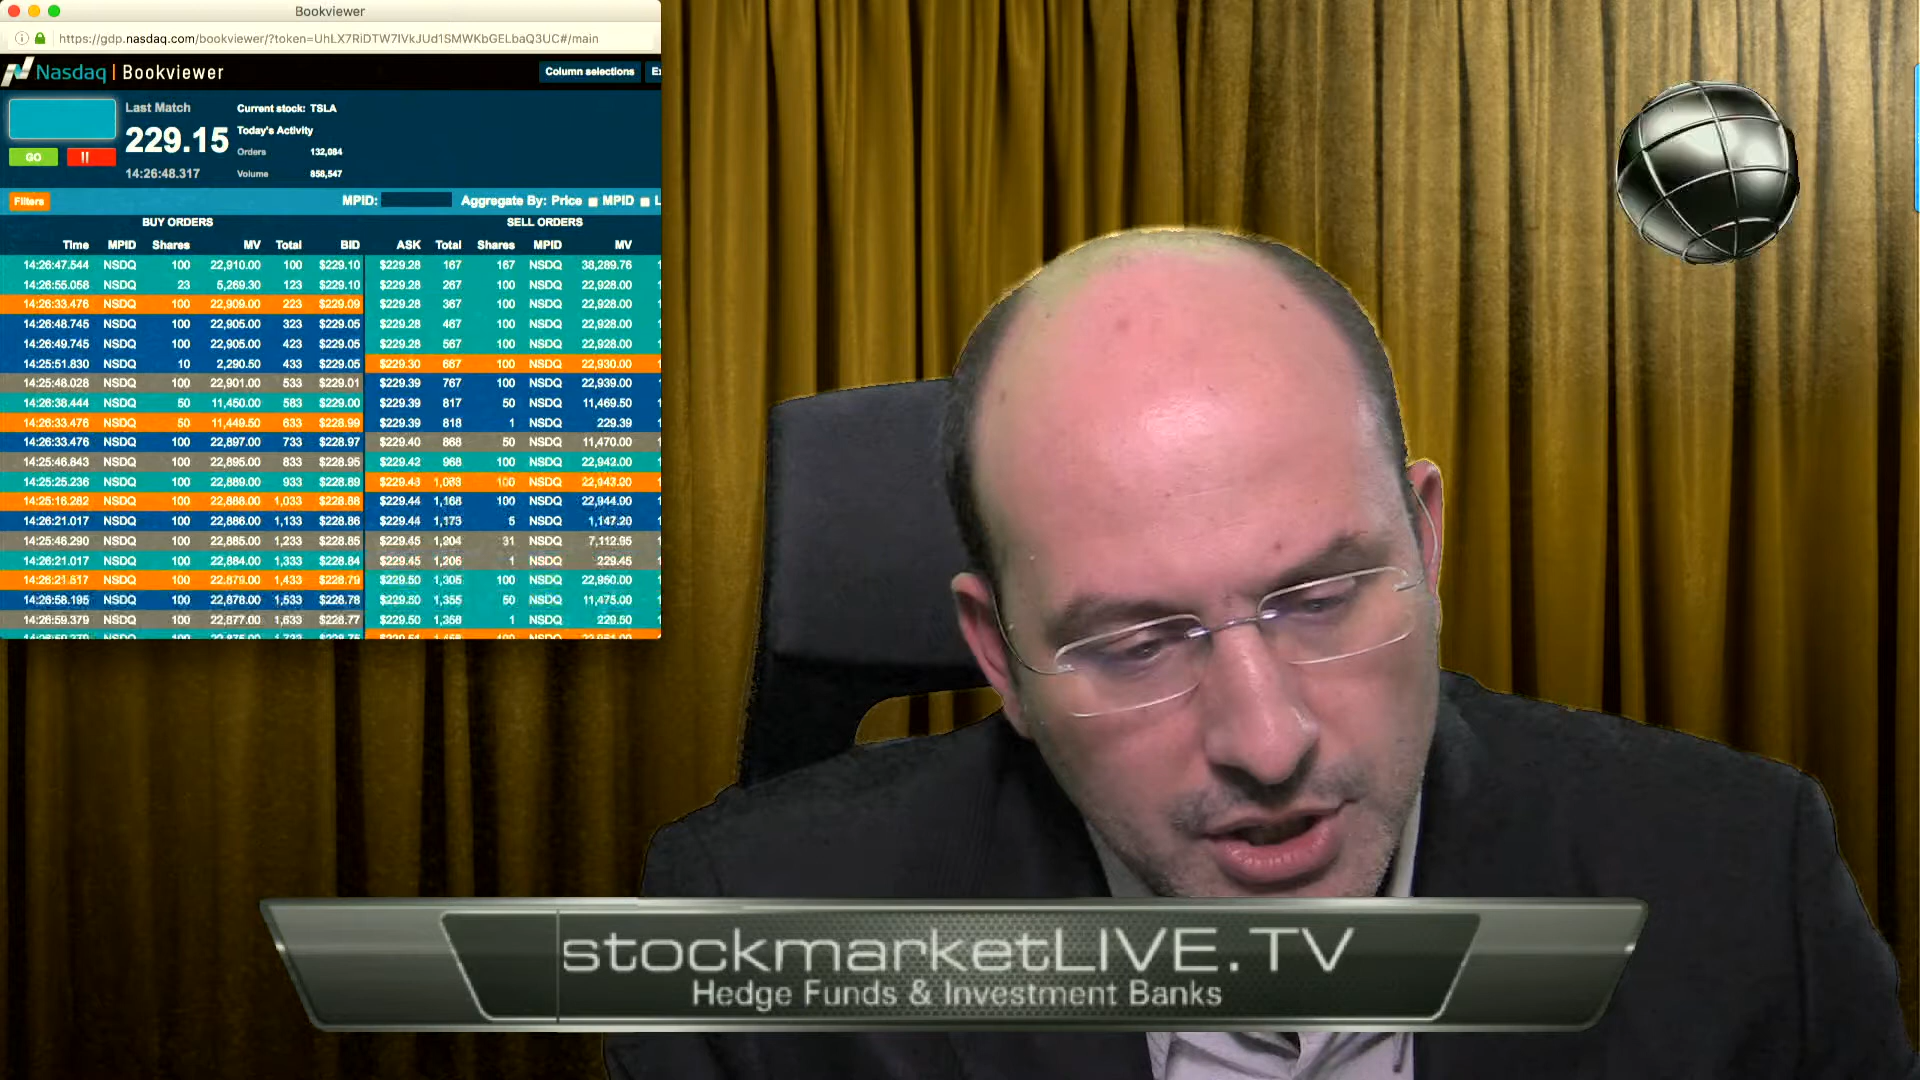 Bookviewer
https://gdp.nasdaq.com/bookviewer/?token=UhLX7RiDTW7IVkJUd1SMWKbGELbaQ3UC#/main
Nasdaq | Bookviewer
Column selections
Ex
Last Match
229.15
14:26:48.317
Current stock: TSLA
Today's Activity
Orders 132,084
Volume 858,547
GO
Filters
MPID:
Aggregate By: Price MPID L
BUY ORDERS SELL ORDERS
Time MPID Shares MV Total BID ASK Total Shares MPID MV
14:26:47.544 NSDQ 100 22,910.00 100 $229.10 $229.28 167 167 NSDQ 38,289.76 1
14:26:55.058 NSDQ 23 5,269.30 123 $229.10 $229.28 267 100 NSDQ 22,928.00 1
14:26:33.476 NSDQ 100 22,909.00 223 $229.09 $229.28 367 100 NSDQ 22,928.00 1
14:26:48.745 NSDQ 100 22,905.00 323 $229.05 $229.28 467 100 NSDQ 22,928.00 1
14:26:49.745 NSDQ 100 22,905.00 423 $229.05 $229.28 567 100 NSDQ 22,928.00 1
14:25:51.830 NSDQ 10 2,290.50 433 $229.05 $229.30 667 100 NSDQ 22,930.00 1
14:25:48.028 NSDQ 100 22,901.00 533 $229.01 $229.39 767 100 NSDQ 22,939.00 1
14:26:38.444 NSDQ 50 11,450.00 583 $229.00 $229.39 817 50 NSDQ 11,469.50 1
14:26:33.476 NSDQ 50 11,449.50 633 $228.99 $229.39 818 1 NSDQ 229.39 1
14:26:33.476 NSDQ 100 22,897.00 733 $228.97 $229.40 868 50 NSDQ 11,470.00 1
14:25:46.843 NSDQ 100 22,895.00 833 $228.95 $229.42 968 100 NSDQ 22,942.00 1
14:25:25.236 NSDQ 100 22,889.00 933 $228.89 $229.43 100 NSDQ 22,943.00 1
14:25:16.282 NSDQ 100 22,888.00 1,033 $228.88 $229.44 1,168 100 NSDQ 22,944.00 1
14:26:21.017 NSDQ 100 22,886.00 1,133 $228.86 $229.44 1,173 5 NSDQ 1,147.20 1
14:25:46.290 NSDQ 100 22,885.00 1,233 $228.85 $229.45 1,204 31 NSDQ 7,112.95 1
14:26:21.017 NSDQ 100 22,884.00 1,333 $228.84 $229.45 1,205 1 NSDQ 229.45 1
14:26:21.517 NSDQ 100 22,879.00 1,433 $228.79 $229.50 1,305 100 NSDQ 22,950.00 1
14:26:58.195 NSDQ 100 22,878.00 1,533 $228.78 $229.50 1,355 50 NSDQ 11,475.00 1
14:26:59.379 NSDQ 100 22,877.00 1,633 $228.77 $229.50 1,356 1 NSDQ 229.50 1
stockmarketLIVE.TV
Hedge Funds & Investment Banks